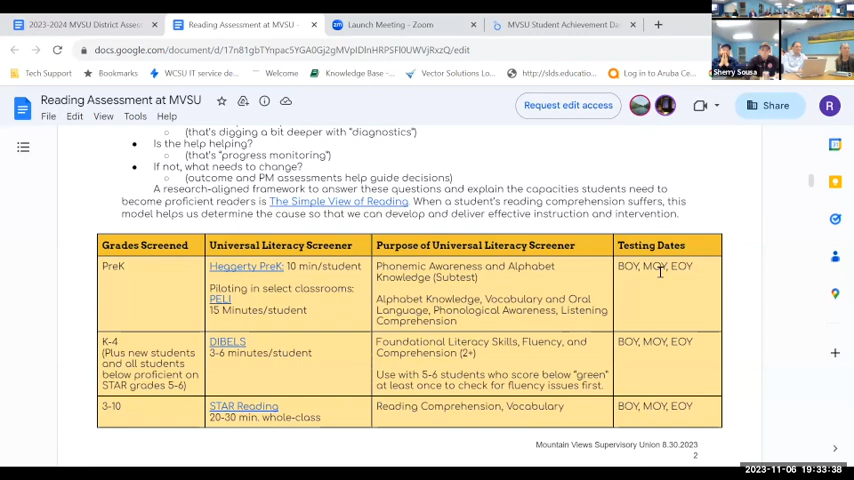 2023-2024 MVSU District Asses
Reading Assessment at MVSU -
Launch Meeting - Zoom
MVSU Student Achievement Da
docs.google.com/document/d/
/edit
Tech Support
Bookmarks
WCSU IT service de...
Welcome
Knowledge Base -...
Vector Solutions Lo...
http://slds.educatio...
Log in to Aruba Ce...
Sherry Sousa
Reading Assessment at MVSU
File Edit View Tools Help
Request edit access
Share
R
(that's digging a bit deeper with "diagnostics")
Is the help helping?
(that's "progress monitoring")
If not, what needs to change?
(outcome and PM assessments help guide decisions)
A research-aligned framework to answer these questions and explain the capacities students need to
become proficient readers is The Simple View of Reading. When a student's reading comprehension suffers, this
model helps us determine the cause so that we can develop and deliver effective instruction and intervention.
Grades Screened
Universal Literacy Screener
Purpose of Universal Literacy Screener
Testing Dates
PreK
Heggerty PreK: 10 min/student
Piloting in select classrooms:
PELI
15 Minutes/student
Phonemic Awareness and Alphabet
Knowledge (Subtest)
Alphabet Knowledge, Vocabulary and Oral
Language, Phonological Awareness, Listening
Comprehension
BOY, MOY, EOY
K-4
(Plus new students
and all students
below proficient on
STAR grades 5-6)
DIBELS
3-6 minutes/student
Foundational Literacy Skills, Fluency, and
Comprehension (2+)
Use with 5-6 students who score below "green"
at least once to check for fluency issues first.
BOY, MOY, EOY
3-10
STAR Reading
20-30 min. whole-class
Reading Comprehension, Vocabulary
BOY, MOY, EOY
Mountain Views Supervisory Union 8.30.2023
2
2023-11-06 19:33:38